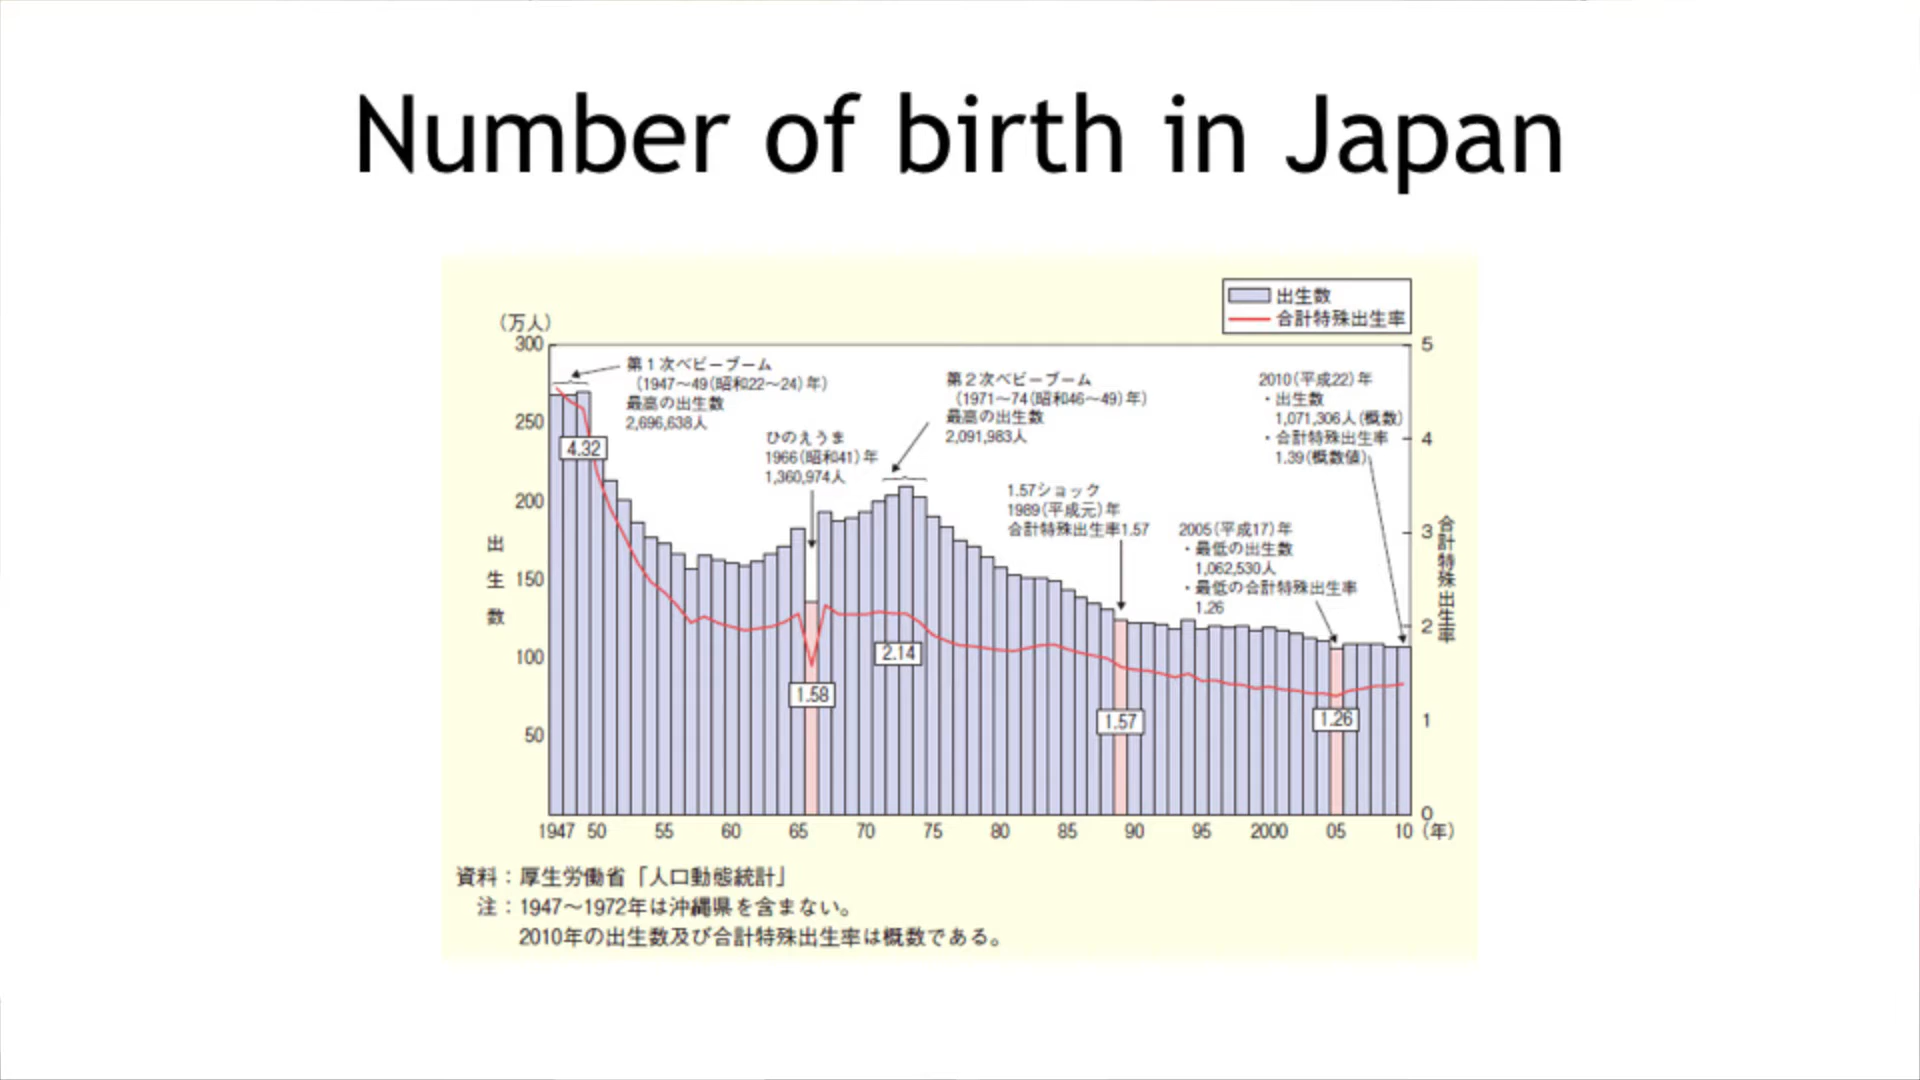 Number of birth in Japan
出生数
合計特殊出生率
(万人)
300
250
200
150
100
50
出生数
5
4
3
2
1
0
合計特殊出生率
第1次ベビーブーム
(1947～49(昭和22～24)年)
最高の出生数
2,696,638人
4.32
ひのえうま
1966(昭和41)年
1,360,974人
1.58
第2次ベビーブーム
(1971～74(昭和46～49)年)
最高の出生数
2,091,983人
2.14
1.57ショック
1989(平成元)年
合計特殊出生率1.57
1.57
2005(平成17)年
・最低の出生数
1,062,530人
・最低の合計特殊出生率
1.26
1.26
2010(平成22)年
・出生数
1,071,306人(概数)
・合計特殊出生率
1.39(概数値)
1947 50 55 60 65 70 75 80 85 90 95 2000 05 10 (年)
資料：厚生労働省「人口動態統計」
注：1947～1972年は沖縄県を含まない。
2010年の出生数及び合計特殊出生率は概数である。